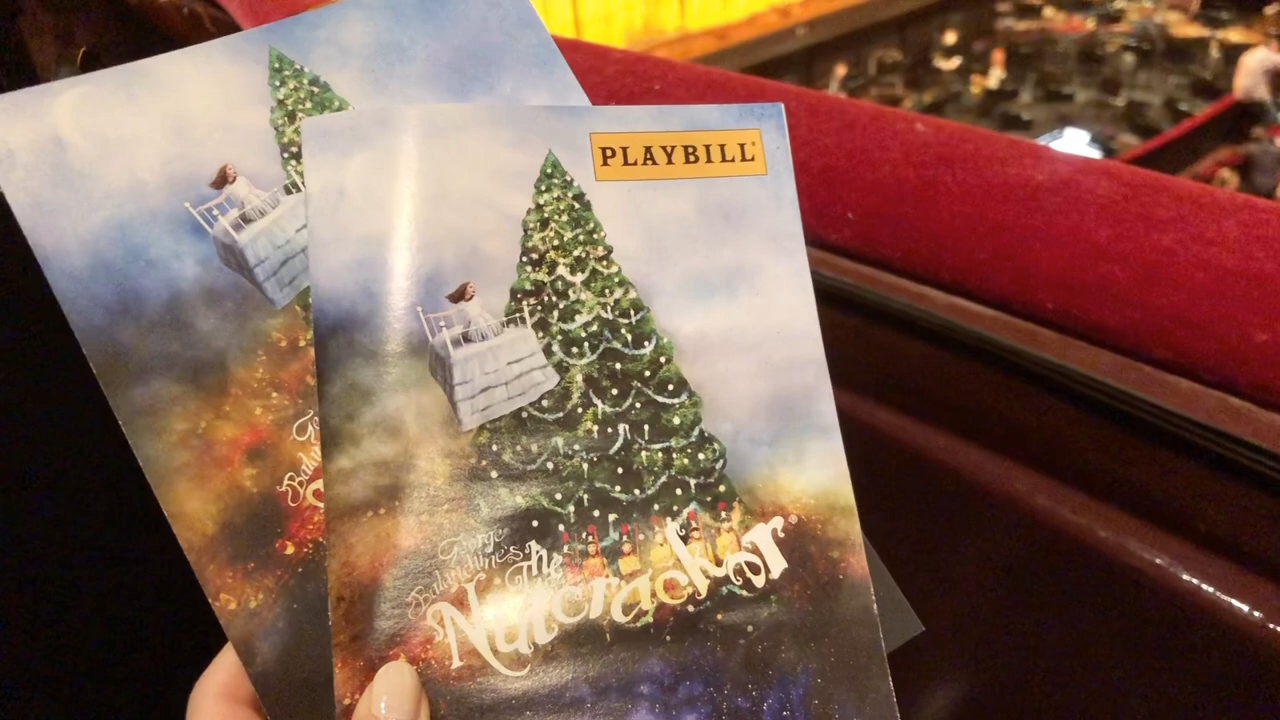 PLAYBILL®
George
Balanchine's
The
Nutcracker®